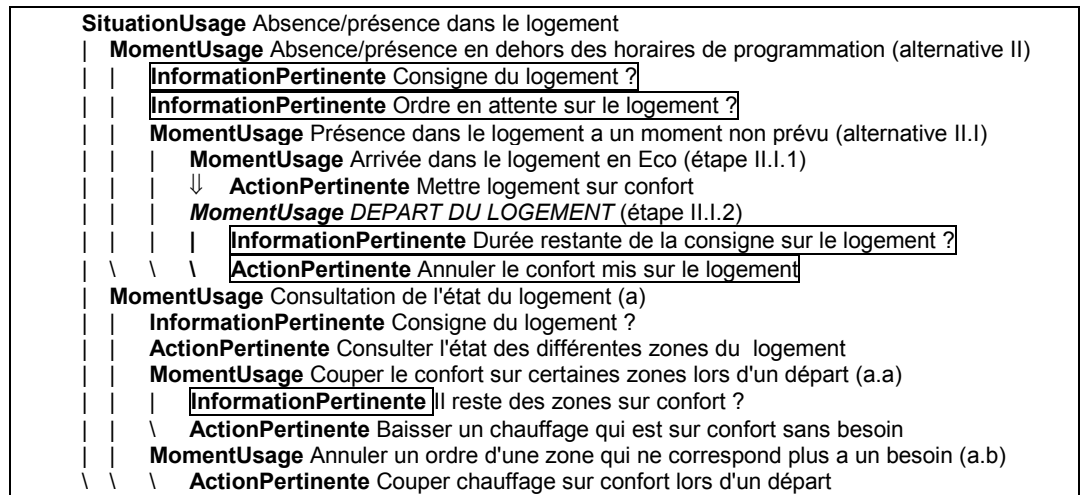 SituationUsage Absence/présence dans le logement
| MomentUsage Absence/présence en dehors des horaires de programmation (alternative II)
| | InformationPertinente Consigne du logement ?
| | InformationPertinente Ordre en attente sur le logement ?
| | MomentUsage Présence dans le logement a un moment non prévu (alternative II.I)
| | | MomentUsage Arrivée dans le logement en Eco (étape II.I.1)
| | | ⇓ ActionPertinente Mettre logement sur confort
| | | MomentUsage DEPART DU LOGEMENT (étape II.I.2)
| | | | InformationPertinente Durée restante de la consigne sur le logement ?
| \ \ \ ActionPertinente Annuler le confort mis sur le logement
| MomentUsage Consultation de l'état du logement (a)
| | InformationPertinente Consigne du logement ?
| | ActionPertinente Consulter l'état des différentes zones du logement
| | MomentUsage Couper le confort sur certaines zones lors d'un départ (a.a)
| | | InformationPertinente Il reste des zones sur confort ?
| | \ ActionPertinente Baisser un chauffage qui est sur confort sans besoin
| | MomentUsage Annuler un ordre d'une zone qui ne correspond plus a un besoin (a.b)
\ \ \ ActionPertinente Couper chauffage sur confort lors d'un départ